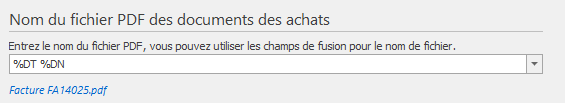 Nom du fichier PDF des documents des achats
Entrez le nom du fichier PDF, vous pouvez utiliser les champs de fusion pour le nom de fichier.
%DT %DN
Facture FA14025.pdf